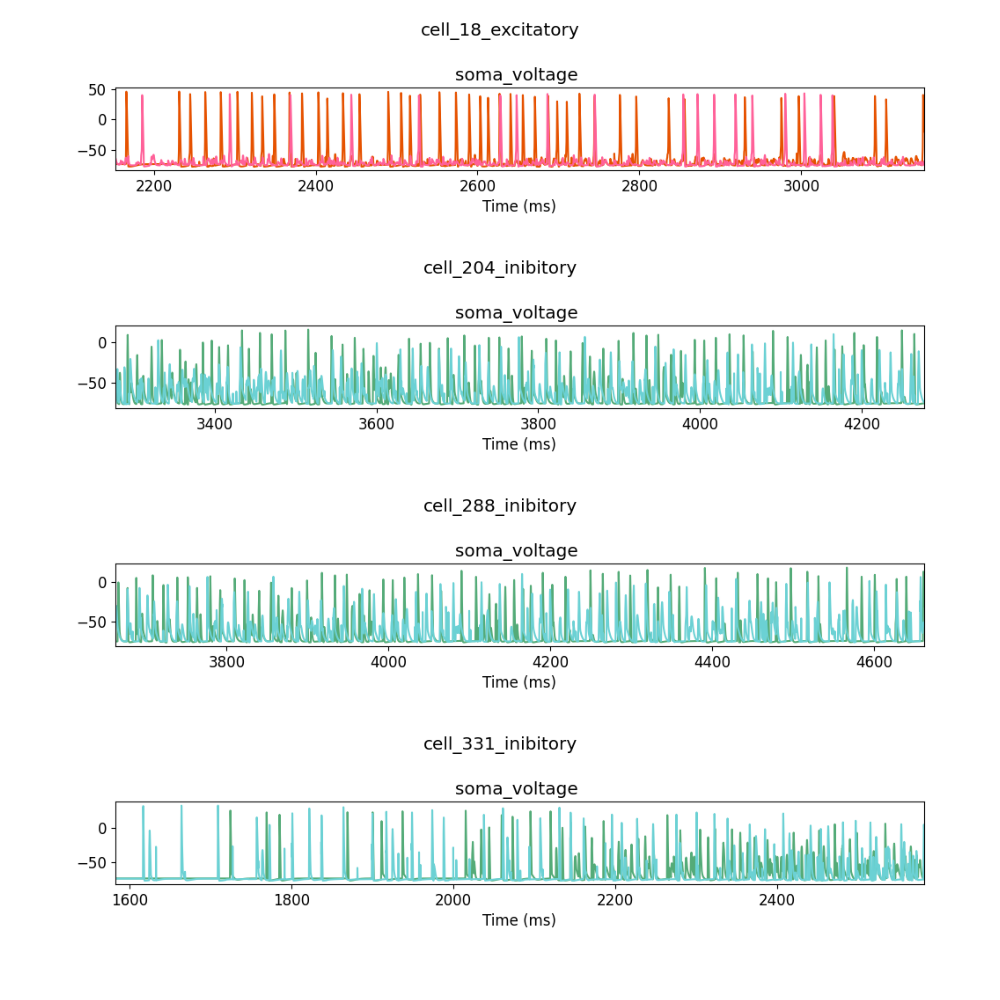 cell_18_excitatory
soma_voltage
50
0
−50
2200 2400 2600 2800 3000
Time (ms)
cell_204_inibitory
soma_voltage
0
−50
3400 3600 3800 4000 4200
Time (ms)
cell_288_inibitory
soma_voltage
0
−50
3800 4000 4200 4400 4600
Time (ms)
cell_331_inibitory
soma_voltage
0
−50
1600 1800 2000 2200 2400
Time (ms)